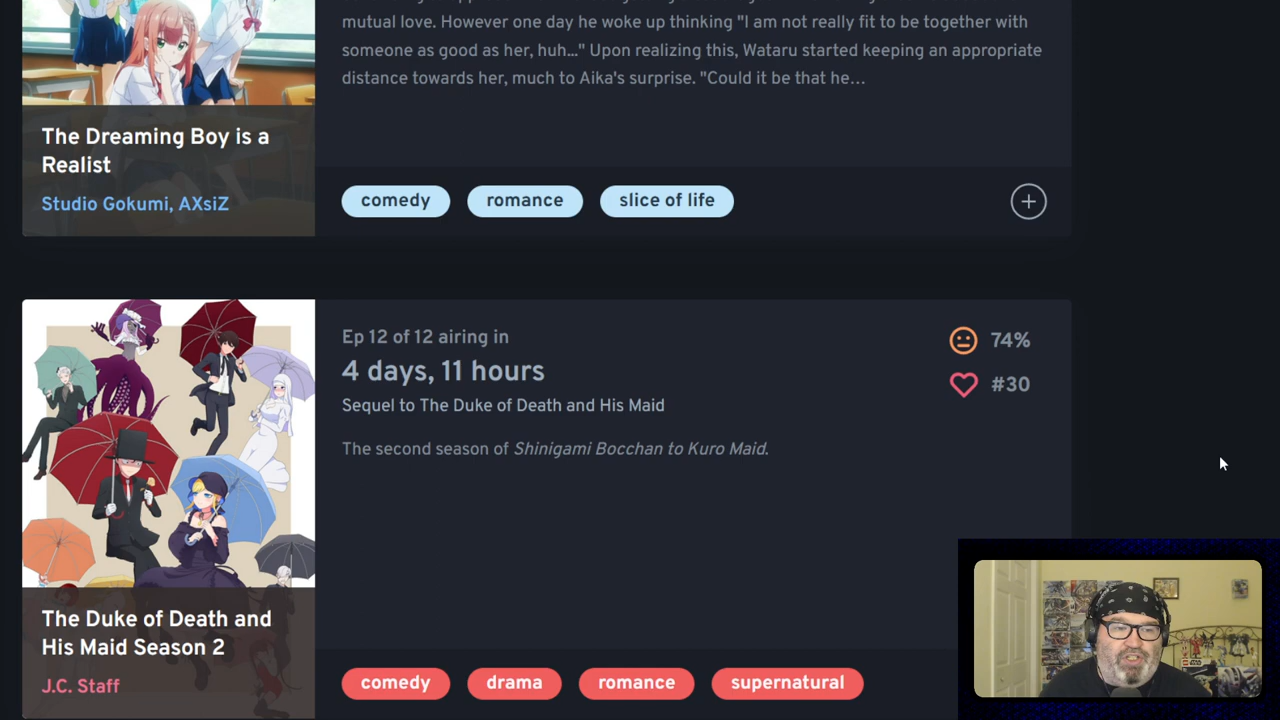 mutual love. However one day he woke up thinking "I am not really fit to be together with
someone as good as her, huh..." Upon realizing this, Wataru started keeping an appropriate
distance towards her, much to Aika's surprise. "Could it be that he…
The Dreaming Boy is a
Realist
Studio Gokumi, AXsiZ
comedy romance slice of life
Ep 12 of 12 airing in
4 days, 11 hours
Sequel to The Duke of Death and His Maid
74%
#30
The second season of Shinigami Bocchan to Kuro Maid.
The Duke of Death and
His Maid Season 2
J.C. Staff
comedy drama romance supernatural